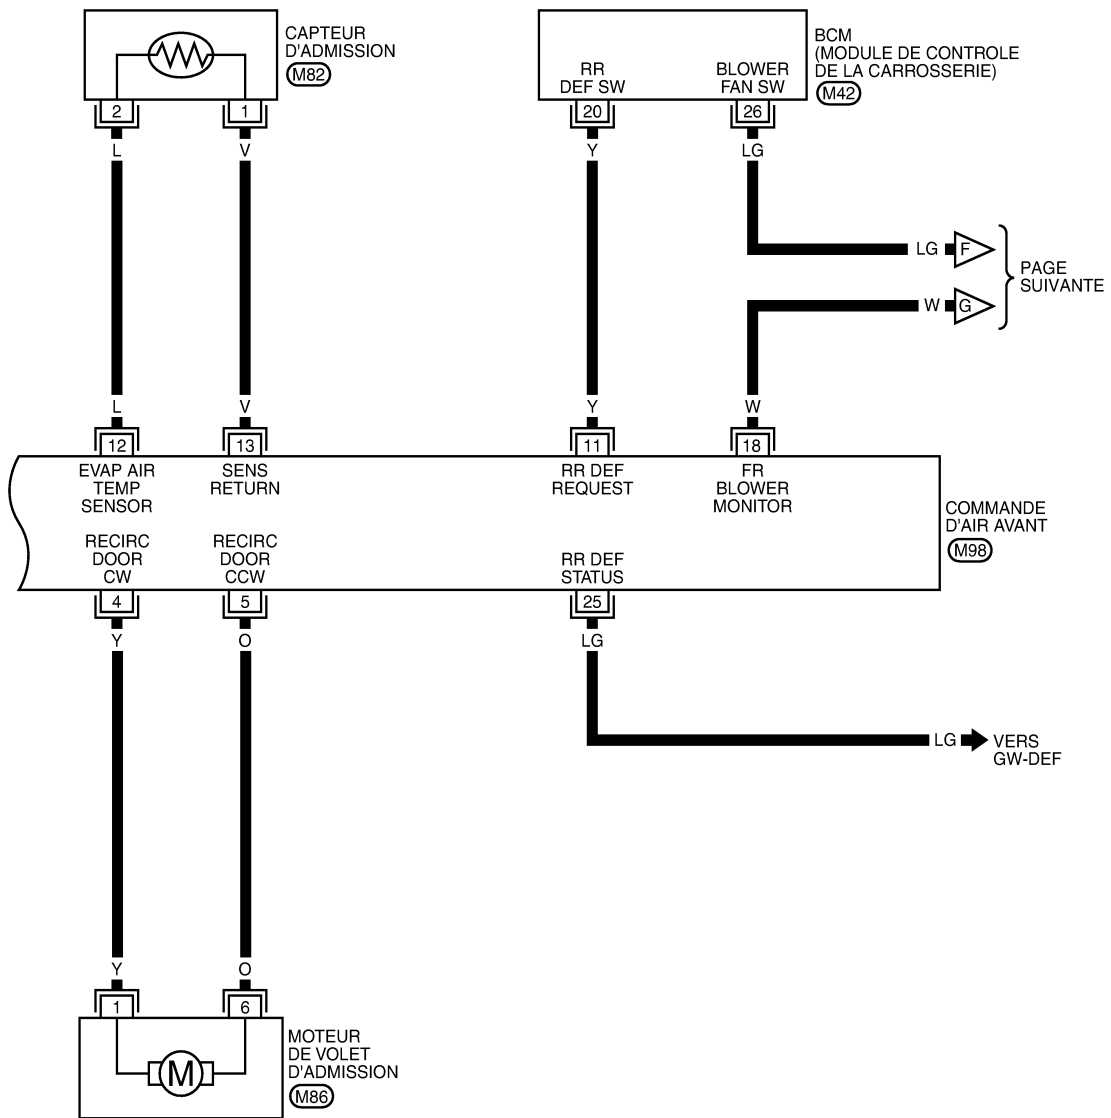 CAPTEUR
D'ADMISSION
M82
2
1
L
V
BCM
(MODULE DE CONTROLE
DE LA CARROSSERIE)
M42
RR
DEF SW
BLOWER
FAN SW
20
26
Y
LG
LG
F
W
G
PAGE
SUIVANTE
L
V
Y
W
12
13
11
18
EVAP AIR
TEMP
SENSOR
SENS
RETURN
RR DEF
REQUEST
FR
BLOWER
MONITOR
COMMANDE
D'AIR AVANT
M98
RECIRC
DOOR
CW
RECIRC
DOOR
CCW
RR DEF
STATUS
4
5
25
Y
O
LG
LG
VERS
GW-DEF
Y
O
1
6
M
MOTEUR
DE VOLET
D'ADMISSION
M86